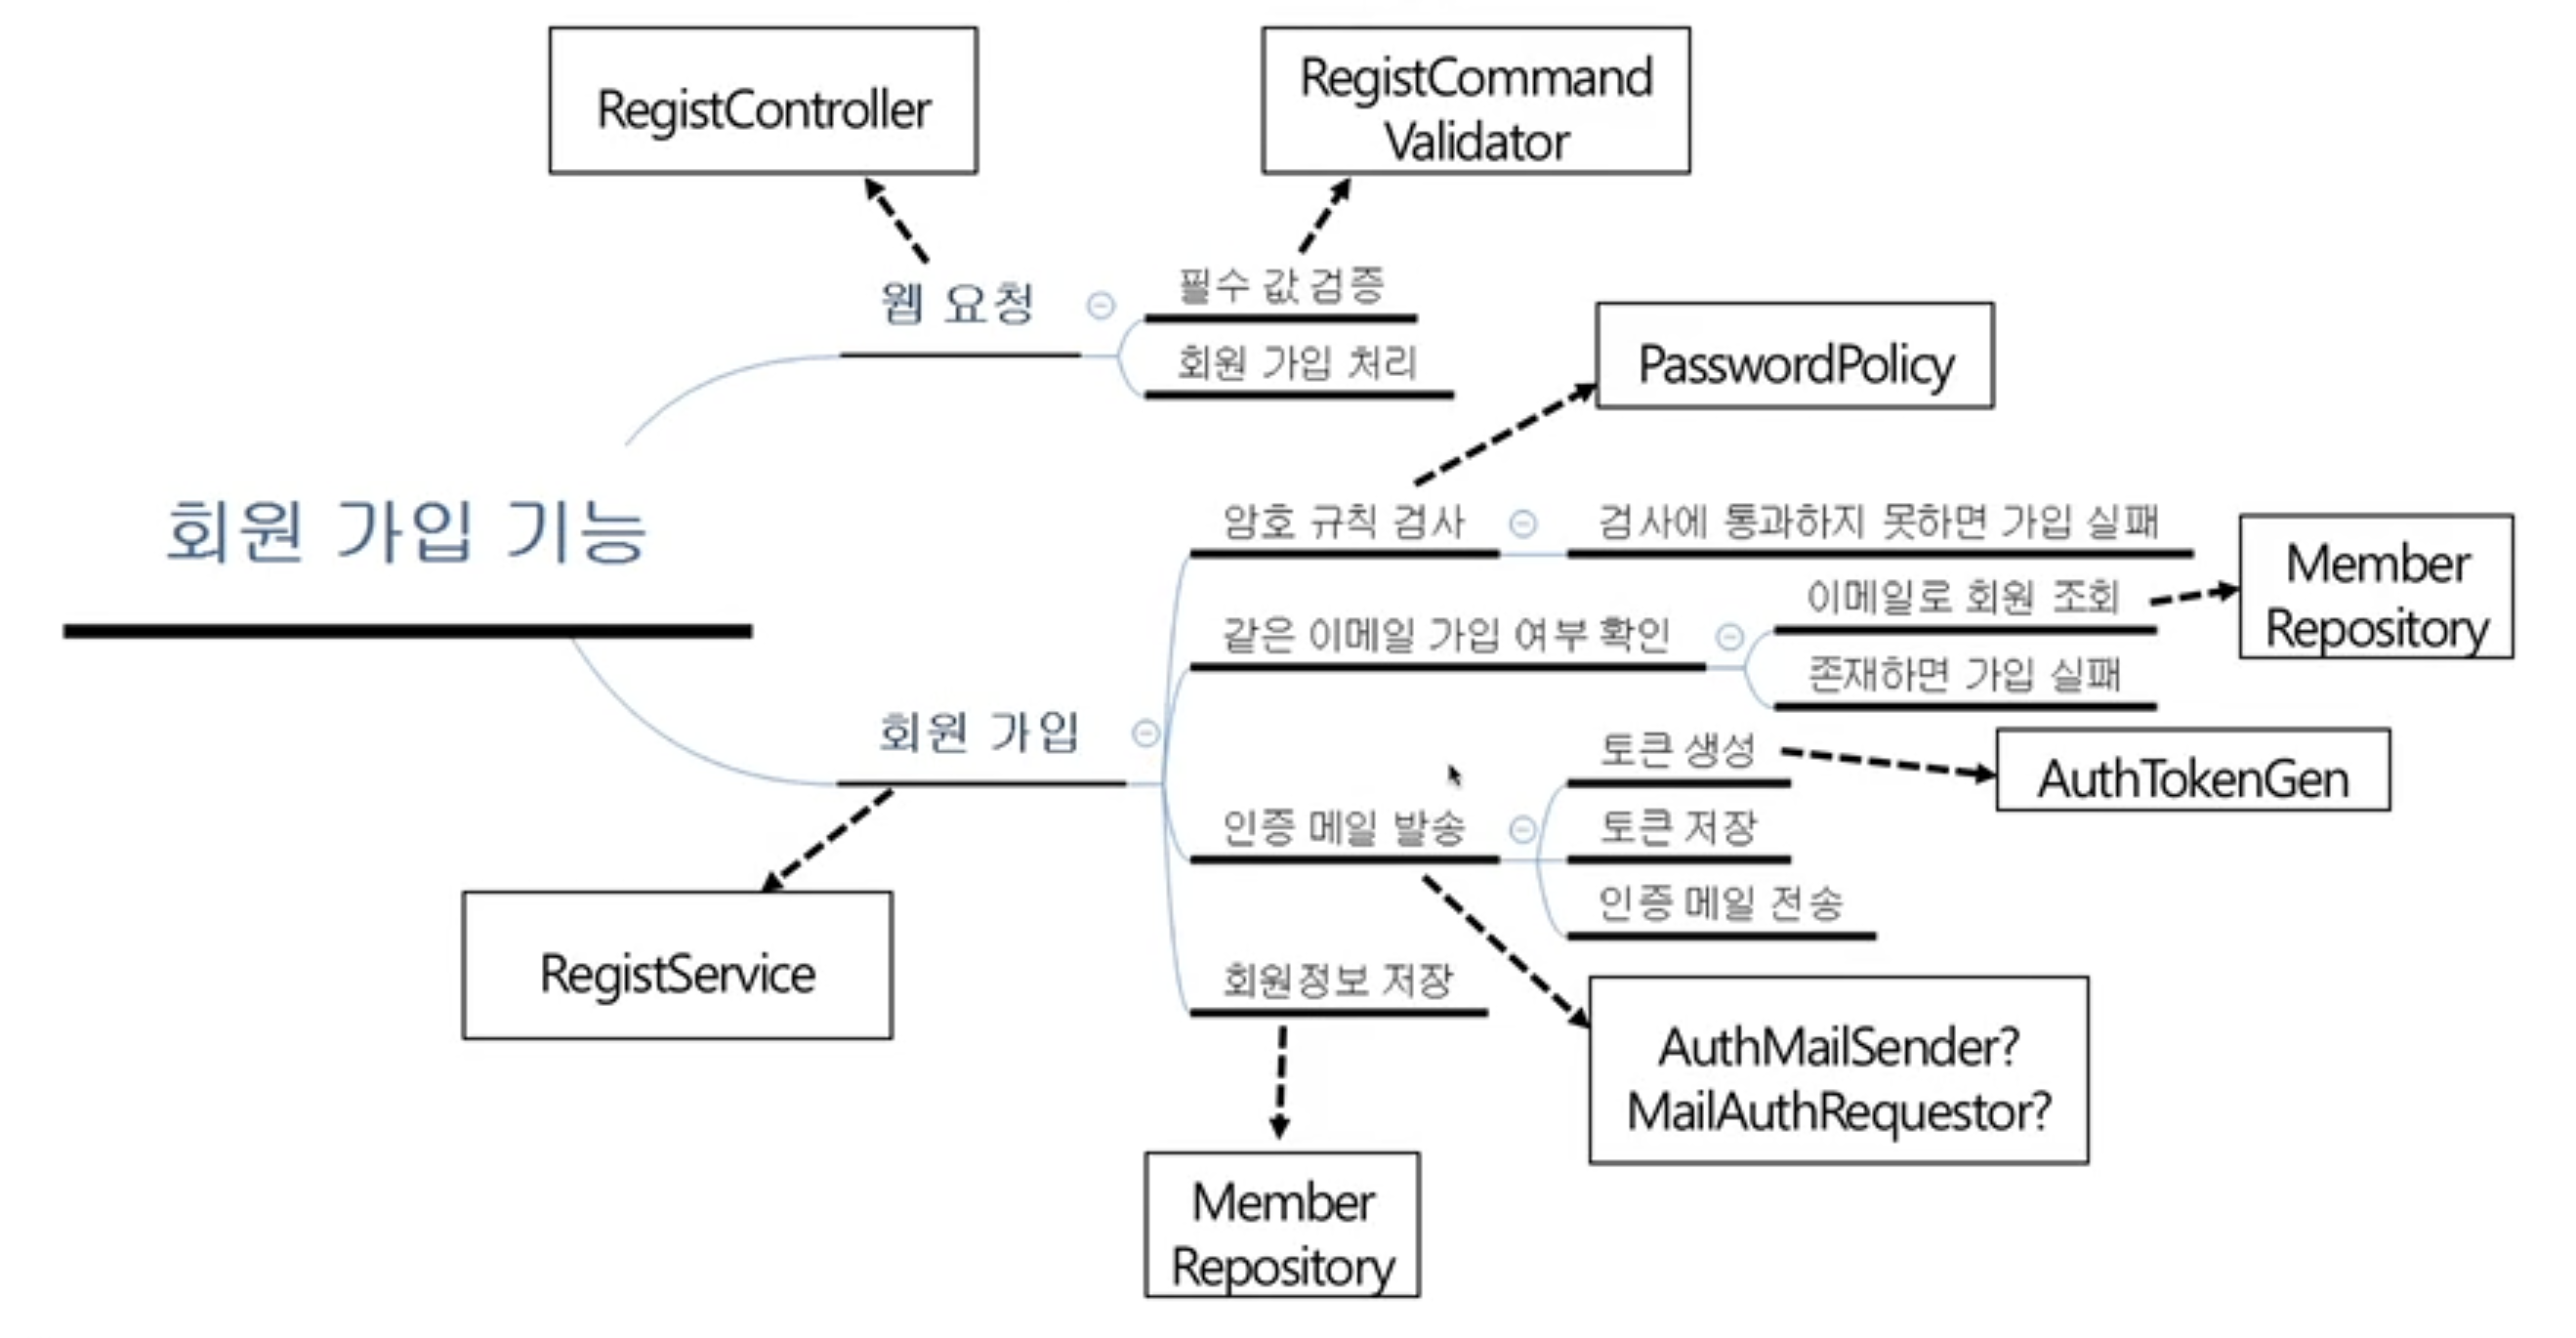 RegistController
RegistCommand
Validator
웹 요청
필수 값 검증
회원 가입 처리
PasswordPolicy
회원 가입 기능
암호 규칙 검사
검사에 통과하지 못하면 가입 실패
같은 이메일 가입 여부 확인
이메일로 회원 조회
존재하면 가입 실패
Member
Repository
회원 가입
토큰 생성
AuthTokenGen
인증 메일 발송
토큰 저장
인증 메일 전송
회원정보 저장
RegistService
AuthMailSender?
MailAuthRequestor?
Member
Repository